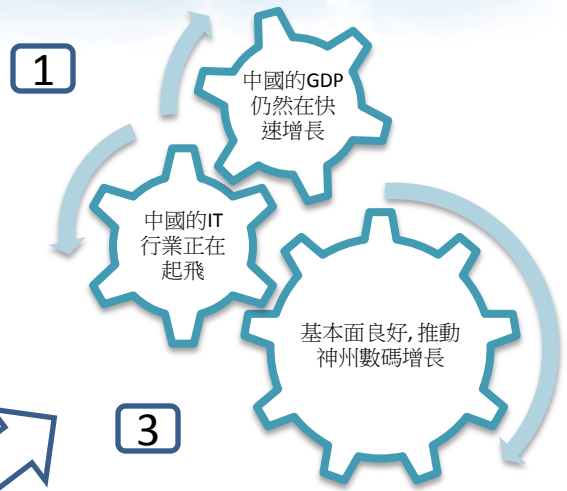 1
中國的GDP
仍然在快
速增長
中國的IT
行業正在
起飛
基本面良好, 推動
神州數碼增長
3